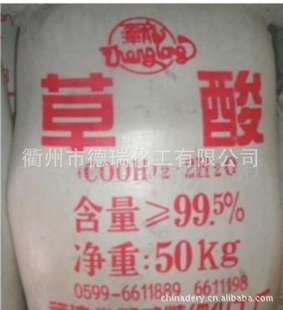 草酸
衢州市德瑞化工有限公司
(COOH)₂·2H₂O
含量≥99.5%
净重:50kg
0599-6611889 6611198
chinadery.cn.alibaba.com